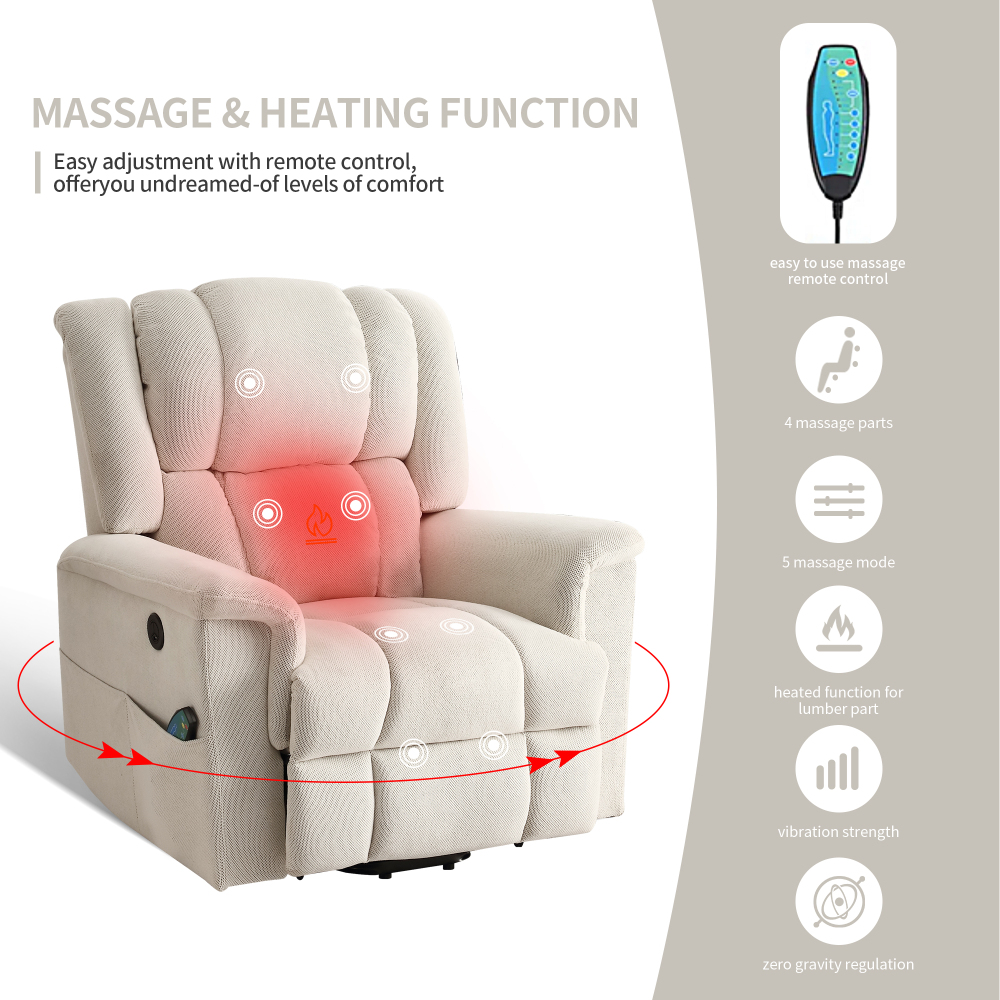 MASSAGE & HEATING FUNCTION
Easy adjustment with remote control,
offeryou undreamed-of levels of comfort
easy to use massage
remote control
4 massage parts
5 massage mode
heated function for
lumber part
vibration strength
zero gravity regulation